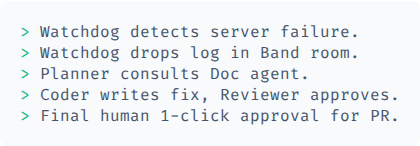 > Watchdog detects server failure.
> Watchdog drops log in Band room.
> Planner consults Doc agent.
> Coder writes fix, Reviewer approves.
> Final human 1-click approval for PR.